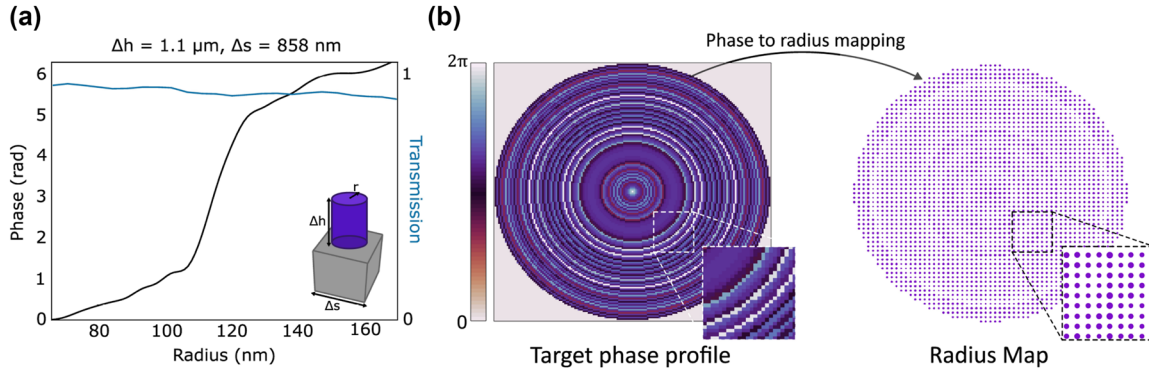 (a)
Δh = 1.1 µm, Δs = 858 nm
6
5
4
3
2
1
0
Phase (rad)
1
0
Transmission
80
100
120
140
160
Radius (nm)
r
Δh
Δs
(b)
Phase to radius mapping
2π
0
Target phase profile
Radius Map